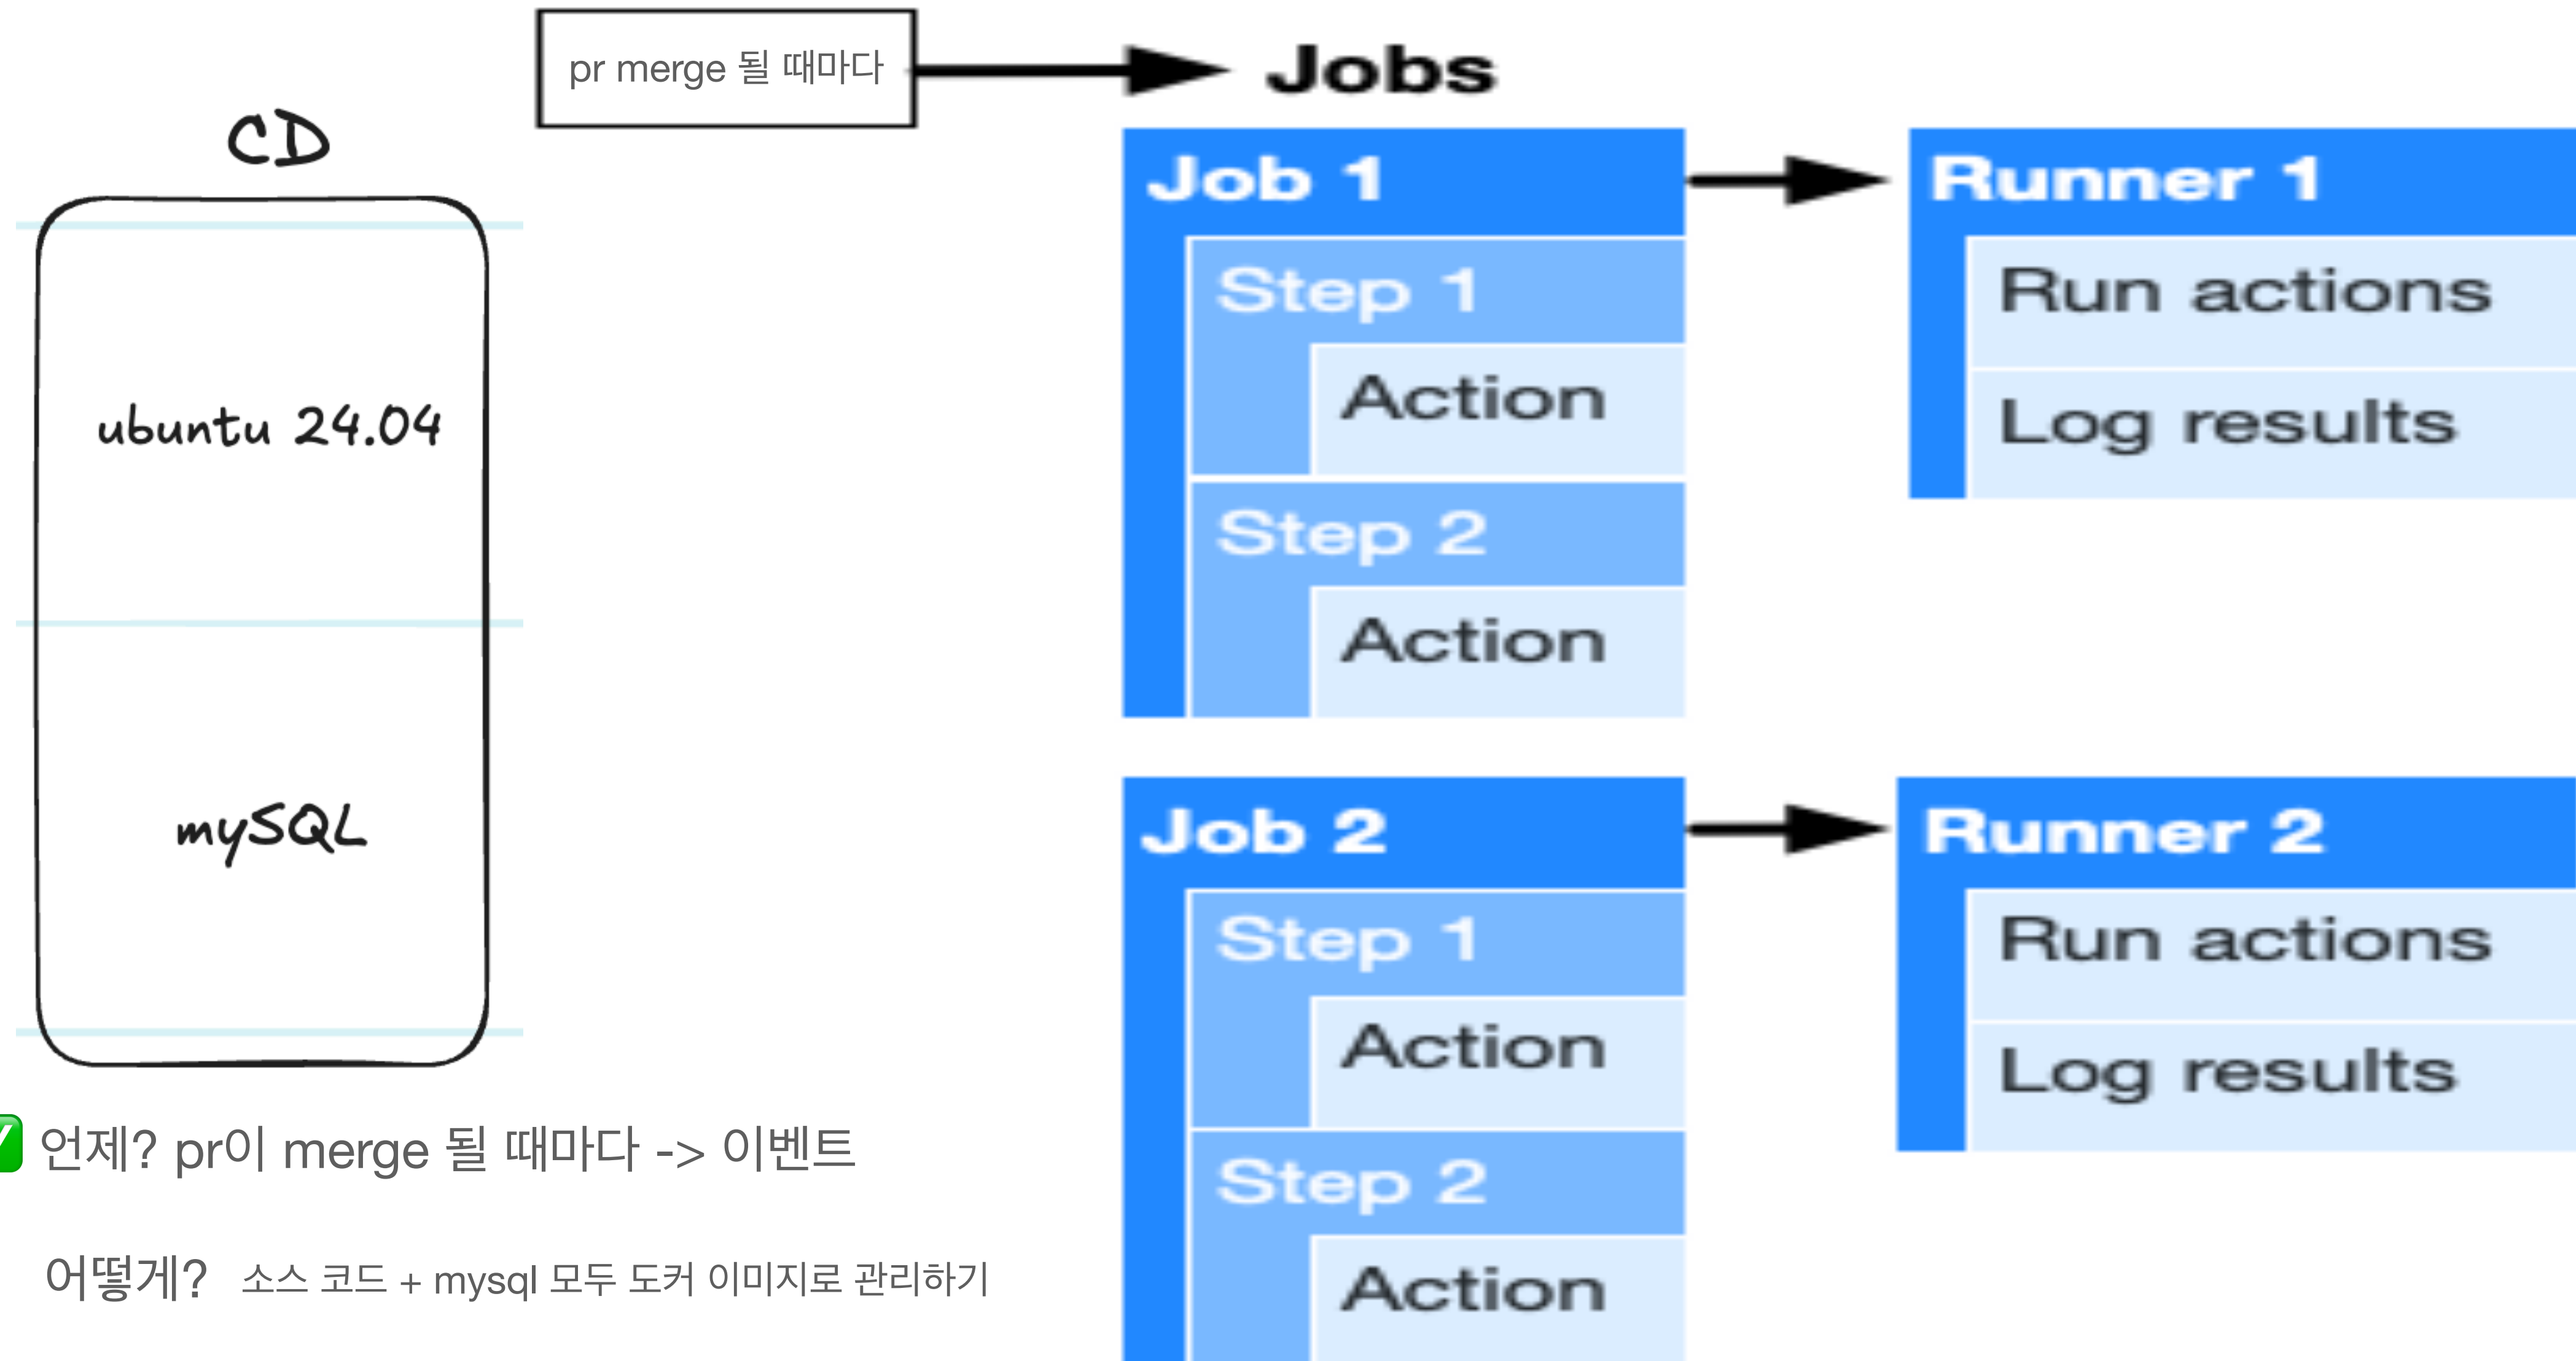 pr merge 될 때마다
Jobs
CD
ubuntu 24.04
mySQL
Job 1
Step 1
Action
Step 2
Action
Runner 1
Run actions
Log results
Job 2
Step 1
Action
Step 2
Action
Runner 2
Run actions
Log results
언제? pr이 merge 될 때마다 -> 이벤트
어떻게? 소스 코드 + mysql 모두 도커 이미지로 관리하기